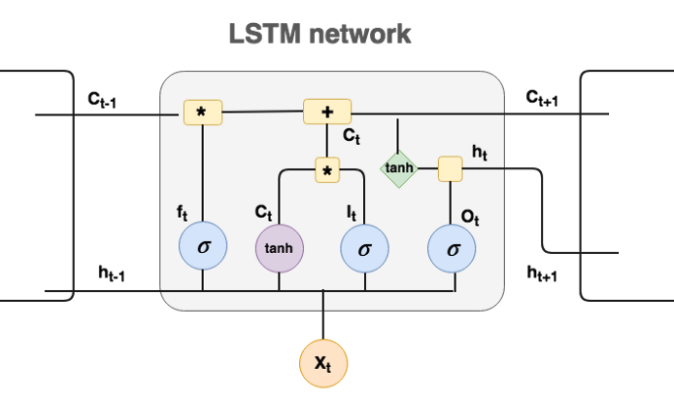 LSTM network
Cₜ₋₁
Cₜ₊₁
*
+
Cₜ
hₜ
*
tanh
fₜ
Cₜ
Iₜ
Oₜ
σ
tanh
σ
σ
hₜ₋₁
hₜ₊₁
Xₜ